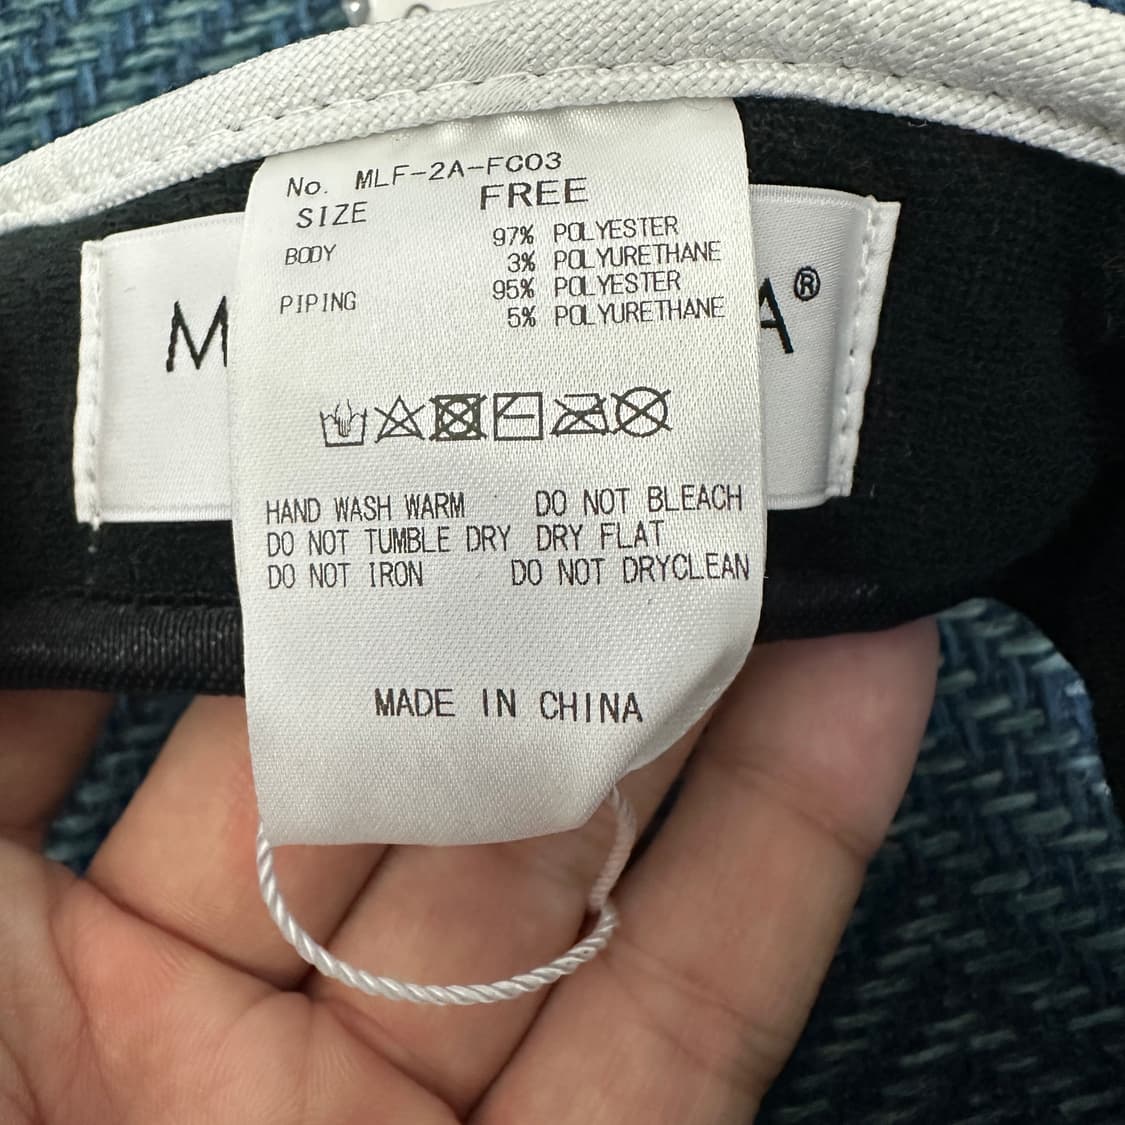 No. MLF-2A-FC03
SIZE FREE
BODY 97% POLYESTER
3% POLYURETHANE
PIPING 95% POLYESTER
5% POLYURETHANE
M A®
HAND WASH WARM DO NOT BLEACH
DO NOT TUMBLE DRY DRY FLAT
DO NOT IRON DO NOT DRYCLEAN
MADE IN CHINA